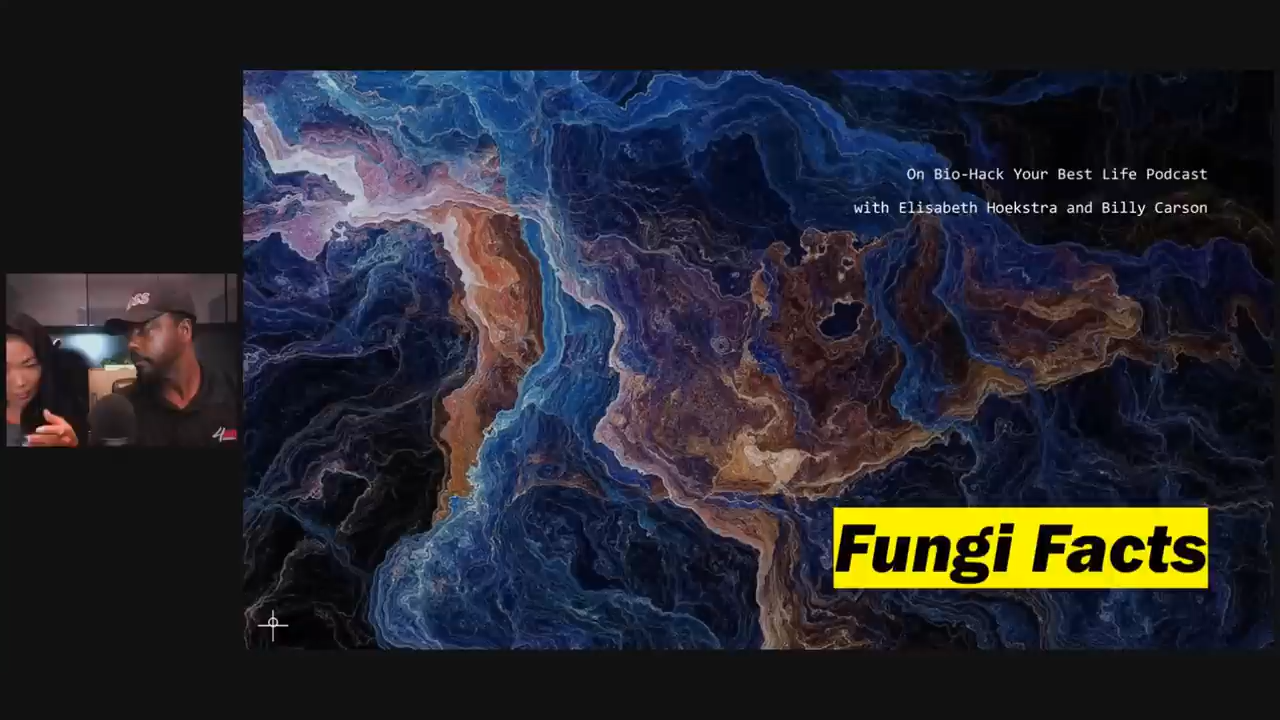 On Bio-Hack Your Best Life Podcast
with Elisabeth Hoekstra and Billy Carson
Fungi Facts